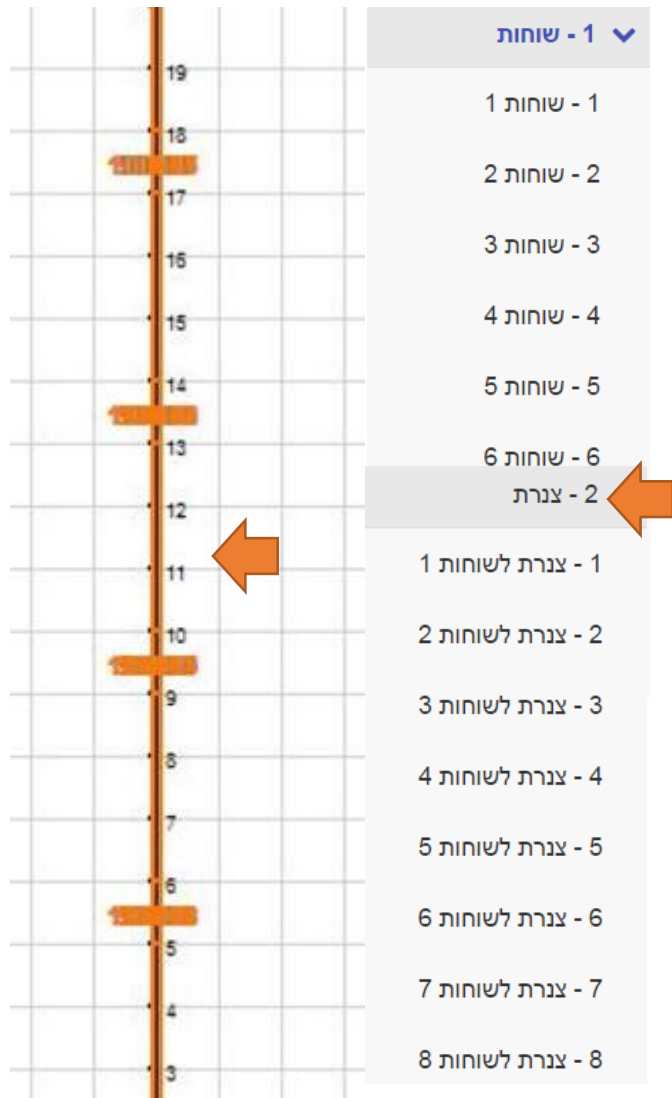 19
18
17
16
15
14
13
12
11
10
9
8
7
6
5
4
3
1 - שוחות
1 - שוחות 1
2 - שוחות 2
3 - שוחות 3
4 - שוחות 4
5 - שוחות 5
6 - שוחות 6
2 - צנרת
1 - צנרת לשוחות 1
2 - צנרת לשוחות 2
3 - צנרת לשוחות 3
4 - צנרת לשוחות 4
5 - צנרת לשוחות 5
6 - צנרת לשוחות 6
7 - צנרת לשוחות 7
8 - צנרת לשוחות 8